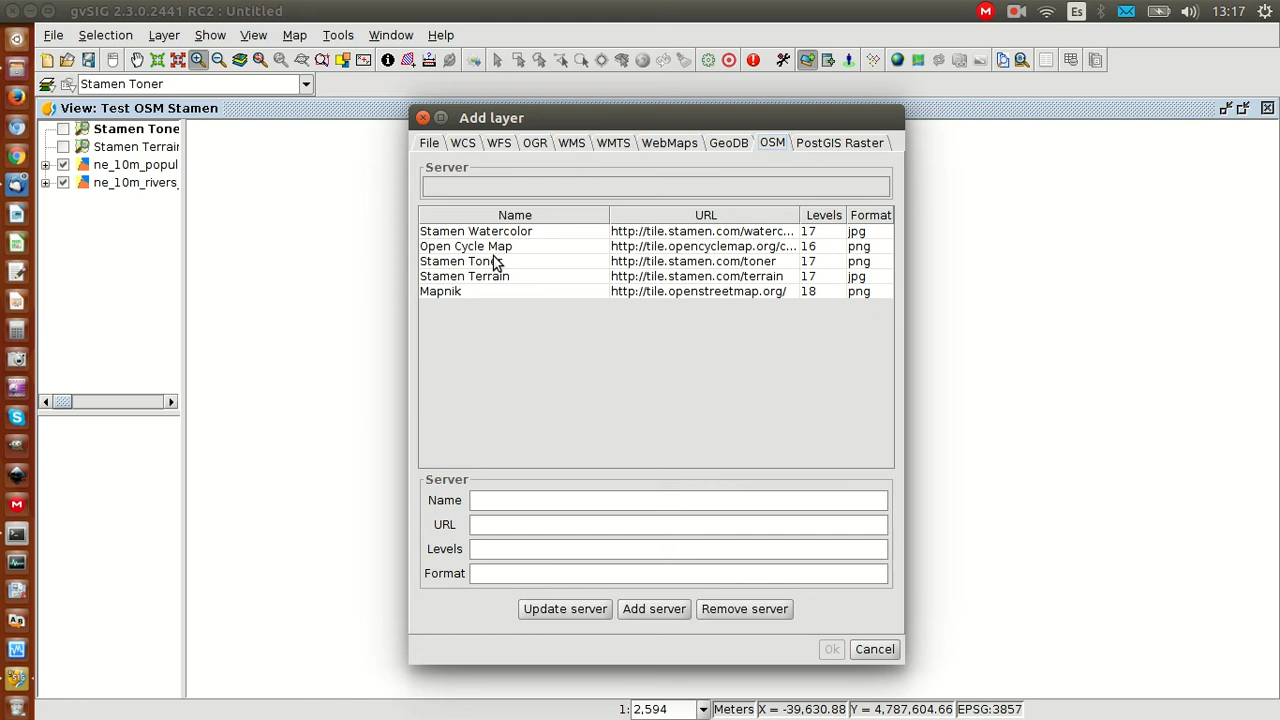 gvSIG 2.3.0.2441 RC2 : Untitled
Es
13:17
File Selection Layer Show View Map Tools Window Help
Stamen Toner
View: Test OSM Stamen
Stamen Tone
Stamen Terrain
ne_10m_popul
ne_10m_rivers_
Add layer
File WCS WFS OGR WMS WMTS WebMaps GeoDB OSM PostGIS Raster
Server
Name URL Levels Format
Stamen Watercolor http://tile.stamen.com/waterc... 17 jpg
Open Cycle Map http://tile.opencyclemap.org/c... 16 png
Stamen Toner http://tile.stamen.com/toner 17 png
Stamen Terrain http://tile.stamen.com/terrain 17 jpg
Mapnik http://tile.openstreetmap.org/ 18 png
Server
Name
URL
Levels
Format
Update server Add server Remove server
Ok Cancel
1: 2,594 Meters X = -39,630.88 Y = 4,787,604.66 EPSG:3857